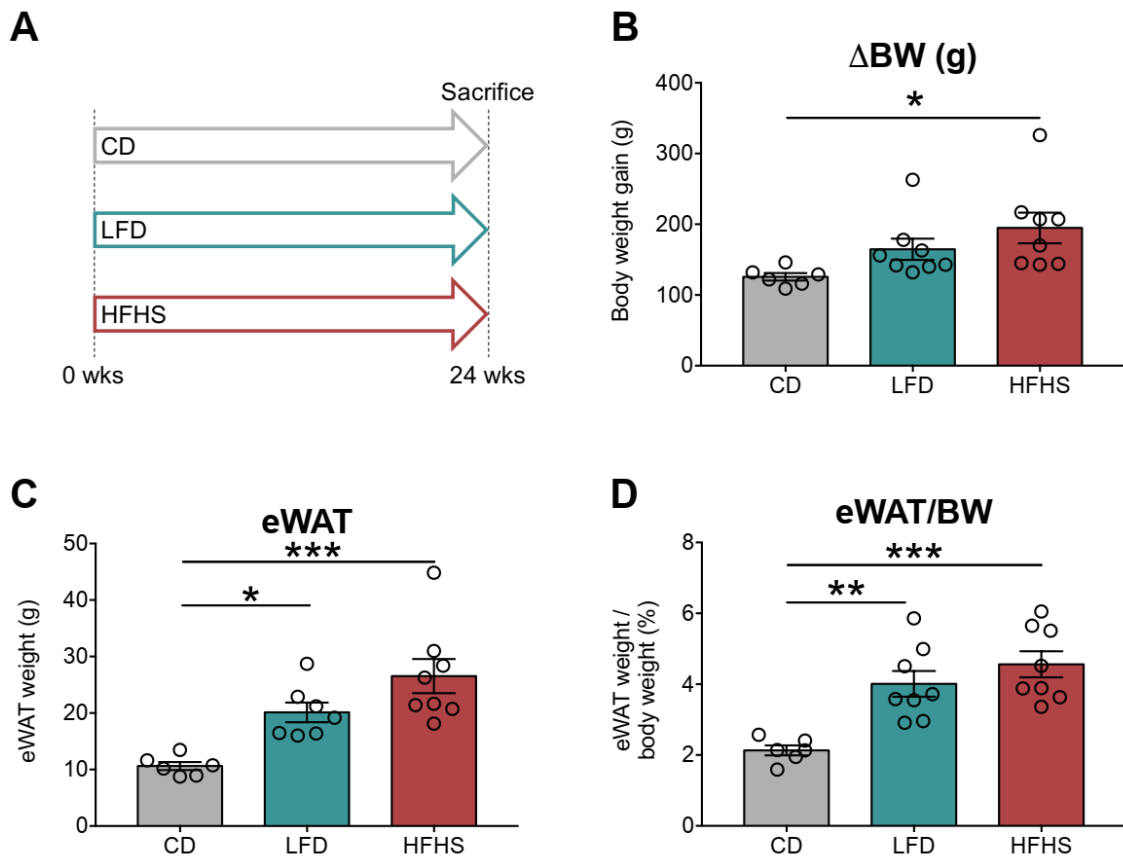 A
Sacrifice
CD
LFD
HFHS
0 wks
24 wks
B
ΔBW (g)
Body weight gain (g)
400
300
200
100
0
*
CD
LFD
HFHS
C
eWAT
eWAT weight (g)
50
40
30
20
10
0
***
*
CD
LFD
HFHS
D
eWAT/BW
eWAT weight /
body weight (%)
8
6
4
2
0
***
**
CD
LFD
HFHS